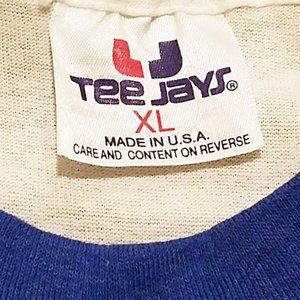 Tee Jays®
XL
MADE IN U.S.A.
CARE AND CONTENT ON REVERSE